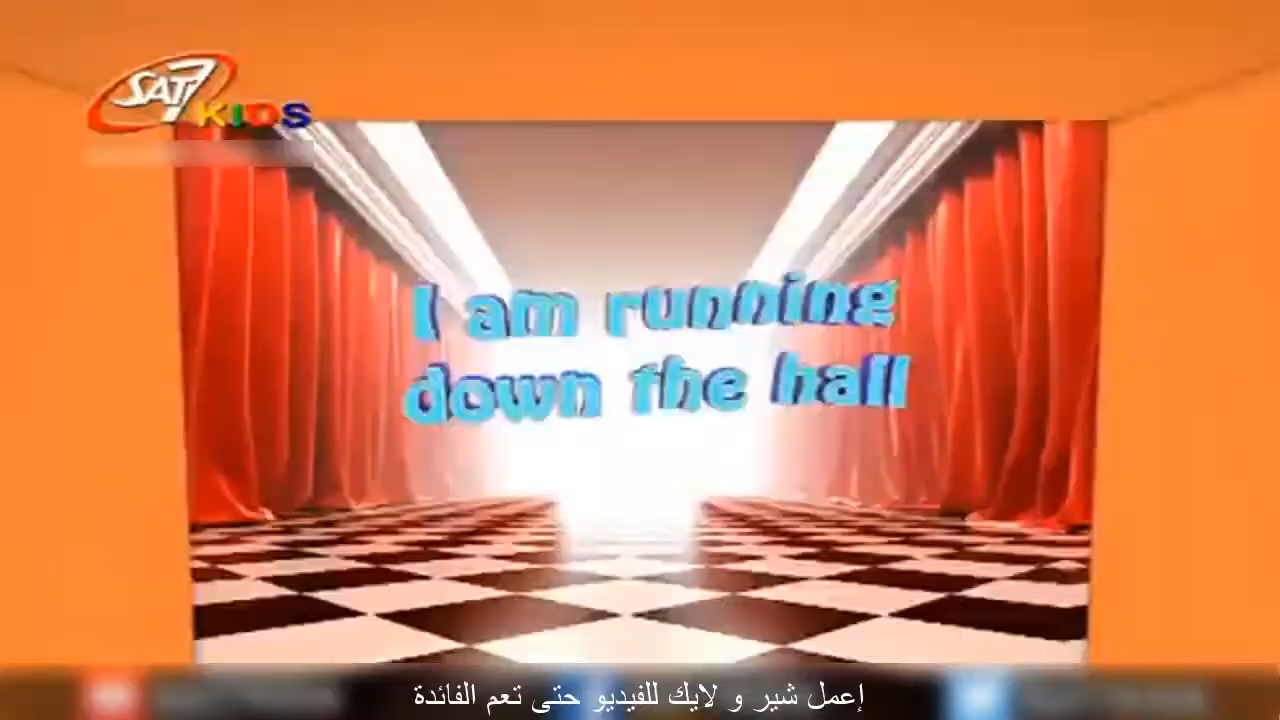 SAT7
KIDS
I am running
down the hall
إعمل شير و لايك للفيديو حتى تعم الفائدة